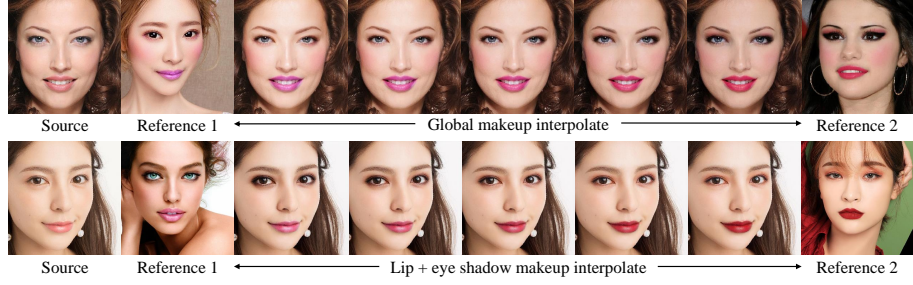 Source Reference 1 Global makeup interpolate Reference 2
Source Reference 1 Lip + eye shadow makeup interpolate Reference 2